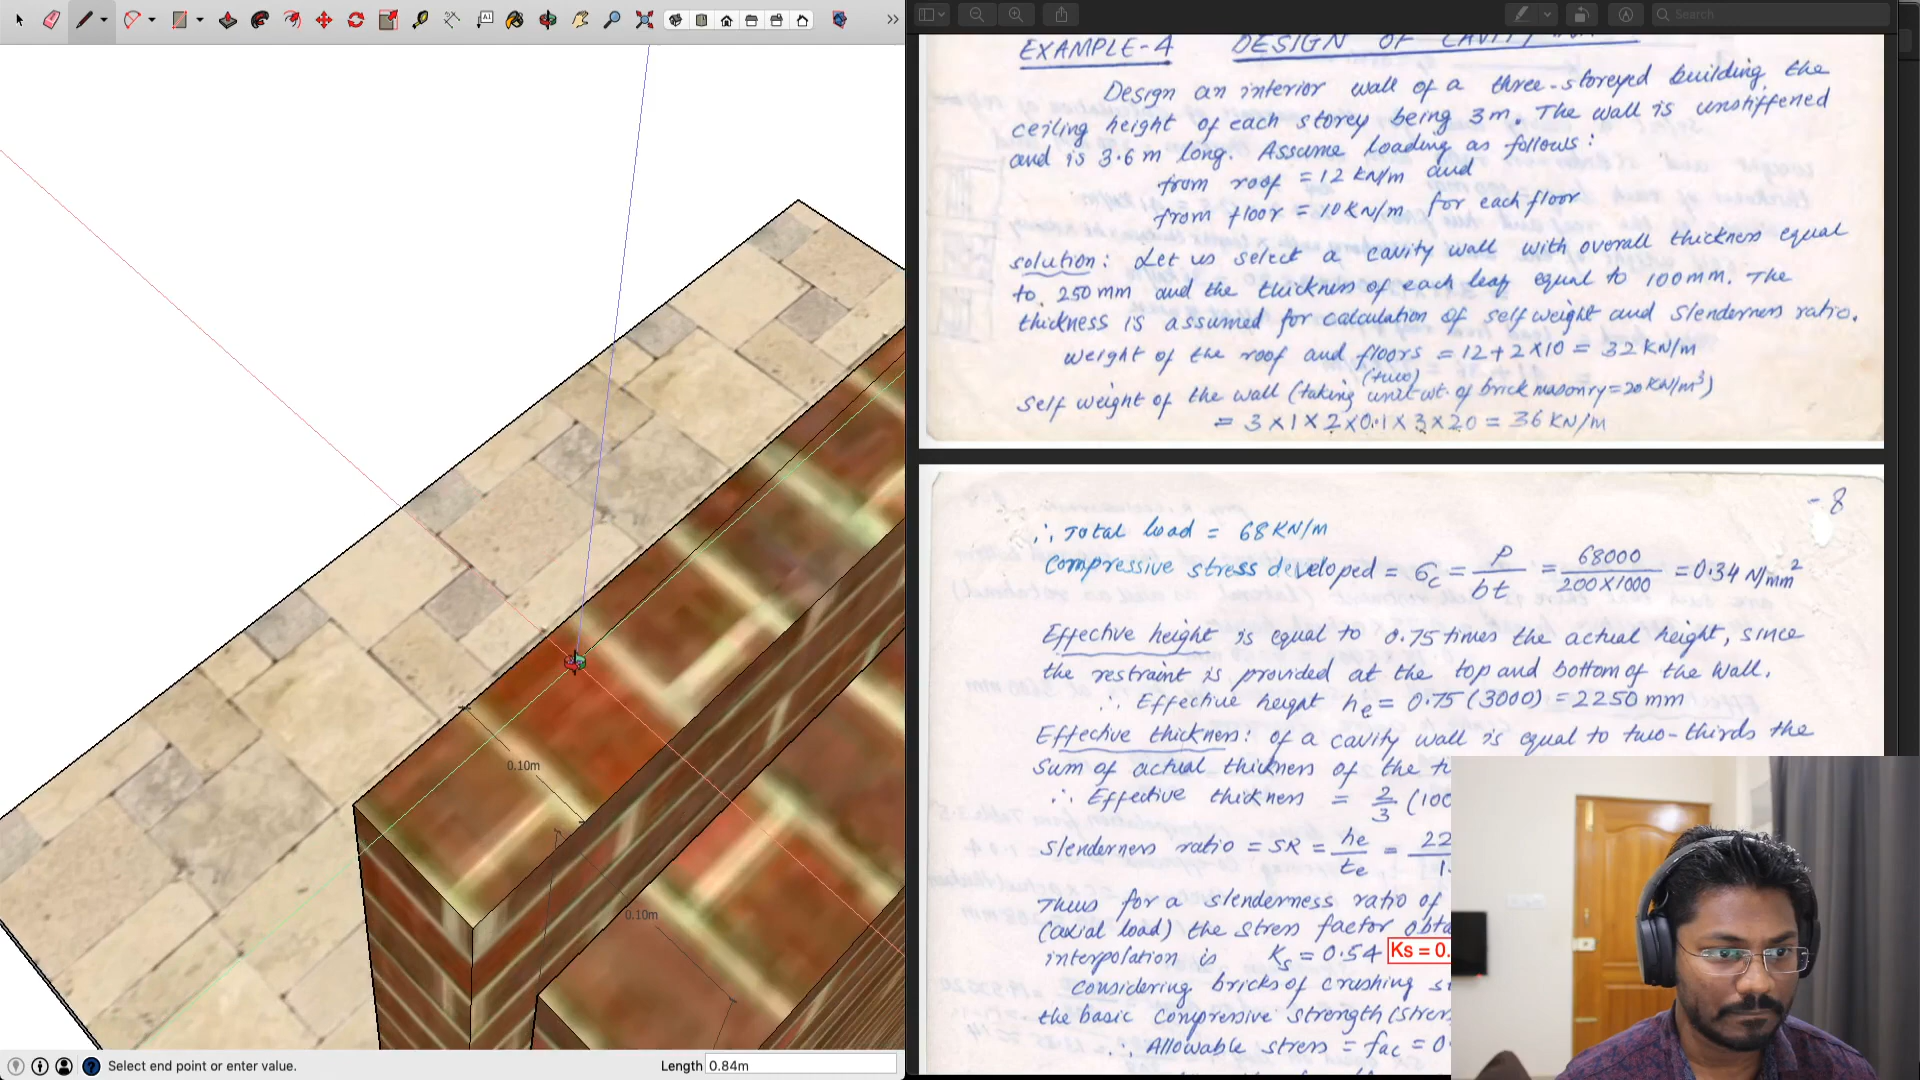 Search
EXAMPLE-4 DESIGN OF CAVITY
Design an interior wall of a three-storeyed building, the
ceiling height of each storey being 3m. The wall is unstiffened
and is 3.6 m long. Assume loading as follows:
from roof = 12 KN/m and
from floor = 10 KN/m for each floor
solution: Let us select a cavity wall with overall thickness equal
to 250 mm and the thickness of each leaf equal to 100 mm. The
thickness is assumed for calculation of self weight and slenderness ratio.
weight of the roof and floors = 12 + 2 X 10 = 32 KN/m
(two)
Self weight of the wall (taking unit wt. of brick masonry = 20 KN/m³)
= 3 X 1 X 2 X 0.1 X 3 X 20 = 36 KN/m
- 8
∴ Total load = 68 KN/m
Compressive stress developed = σc = P/bt = 68000/200 X 1000 = 0.34 N/mm²
Effective height is equal to 0.75 times the actual height, since
the restraint is provided at the top and bottom of the wall.
∴ Effective height he = 0.75 (3000) = 2250 mm
Effective thickness: of a cavity wall is equal to two-thirds the
sum of actual thickness of the
∴ Effective thickness = 2/3 (100
Slenderness ratio = SR = he/te = 22
Thus for a slenderness ratio of
(axial load) the stress factor
interpolation is Ks = 0.54 Ks = 0.
considering bricks of crushing
the basic compressive strength (stress
∴ Allowable stress = fac = 0
0.10m
0.10m
Select end point or enter value.
Length 0.84m